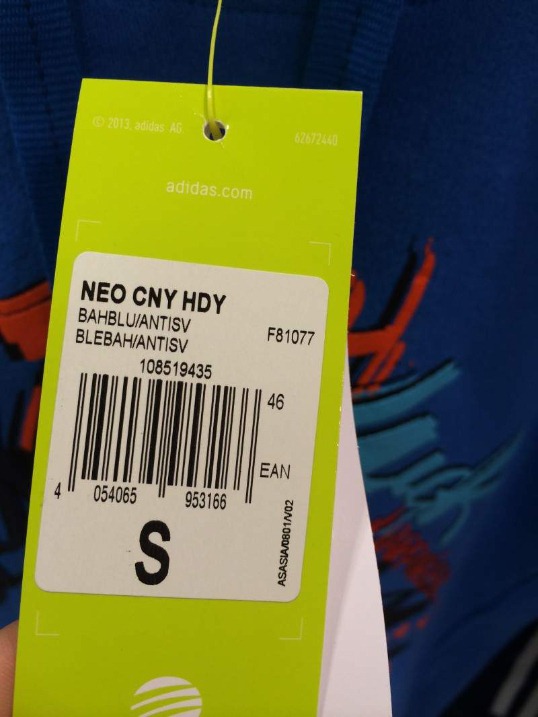 © 2013, adidas AG
62672440
adidas.com
NEO CNY HDY
BAHBLU/ANTISV
F81077
BLEBAH/ANTISV
108519435
46
EAN
4 054065 953166
S
ASASIA/0801/V02